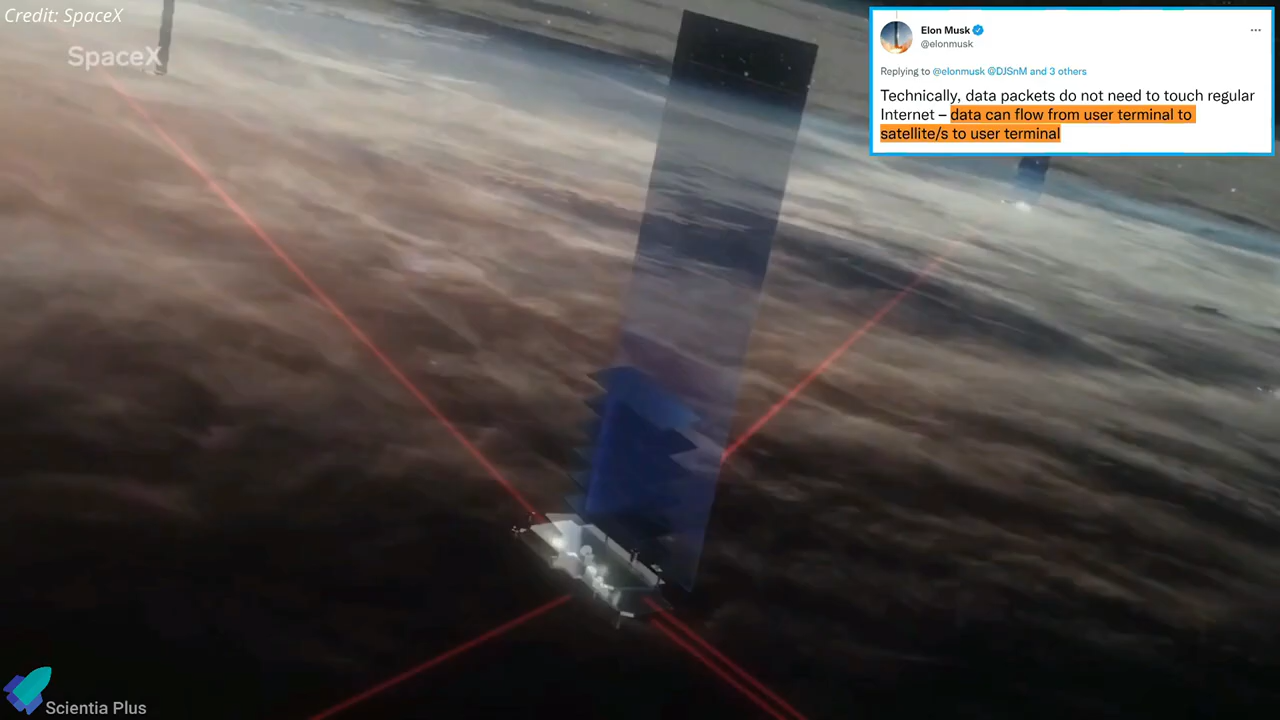 Credit: SpaceX
SpaceX
Elon Musk
@elonmusk
Replying to @elonmusk @DJSnM and 3 others
Technically, data packets do not need to touch regular
Internet – data can flow from user terminal to
satellite/s to user terminal
Scientia Plus